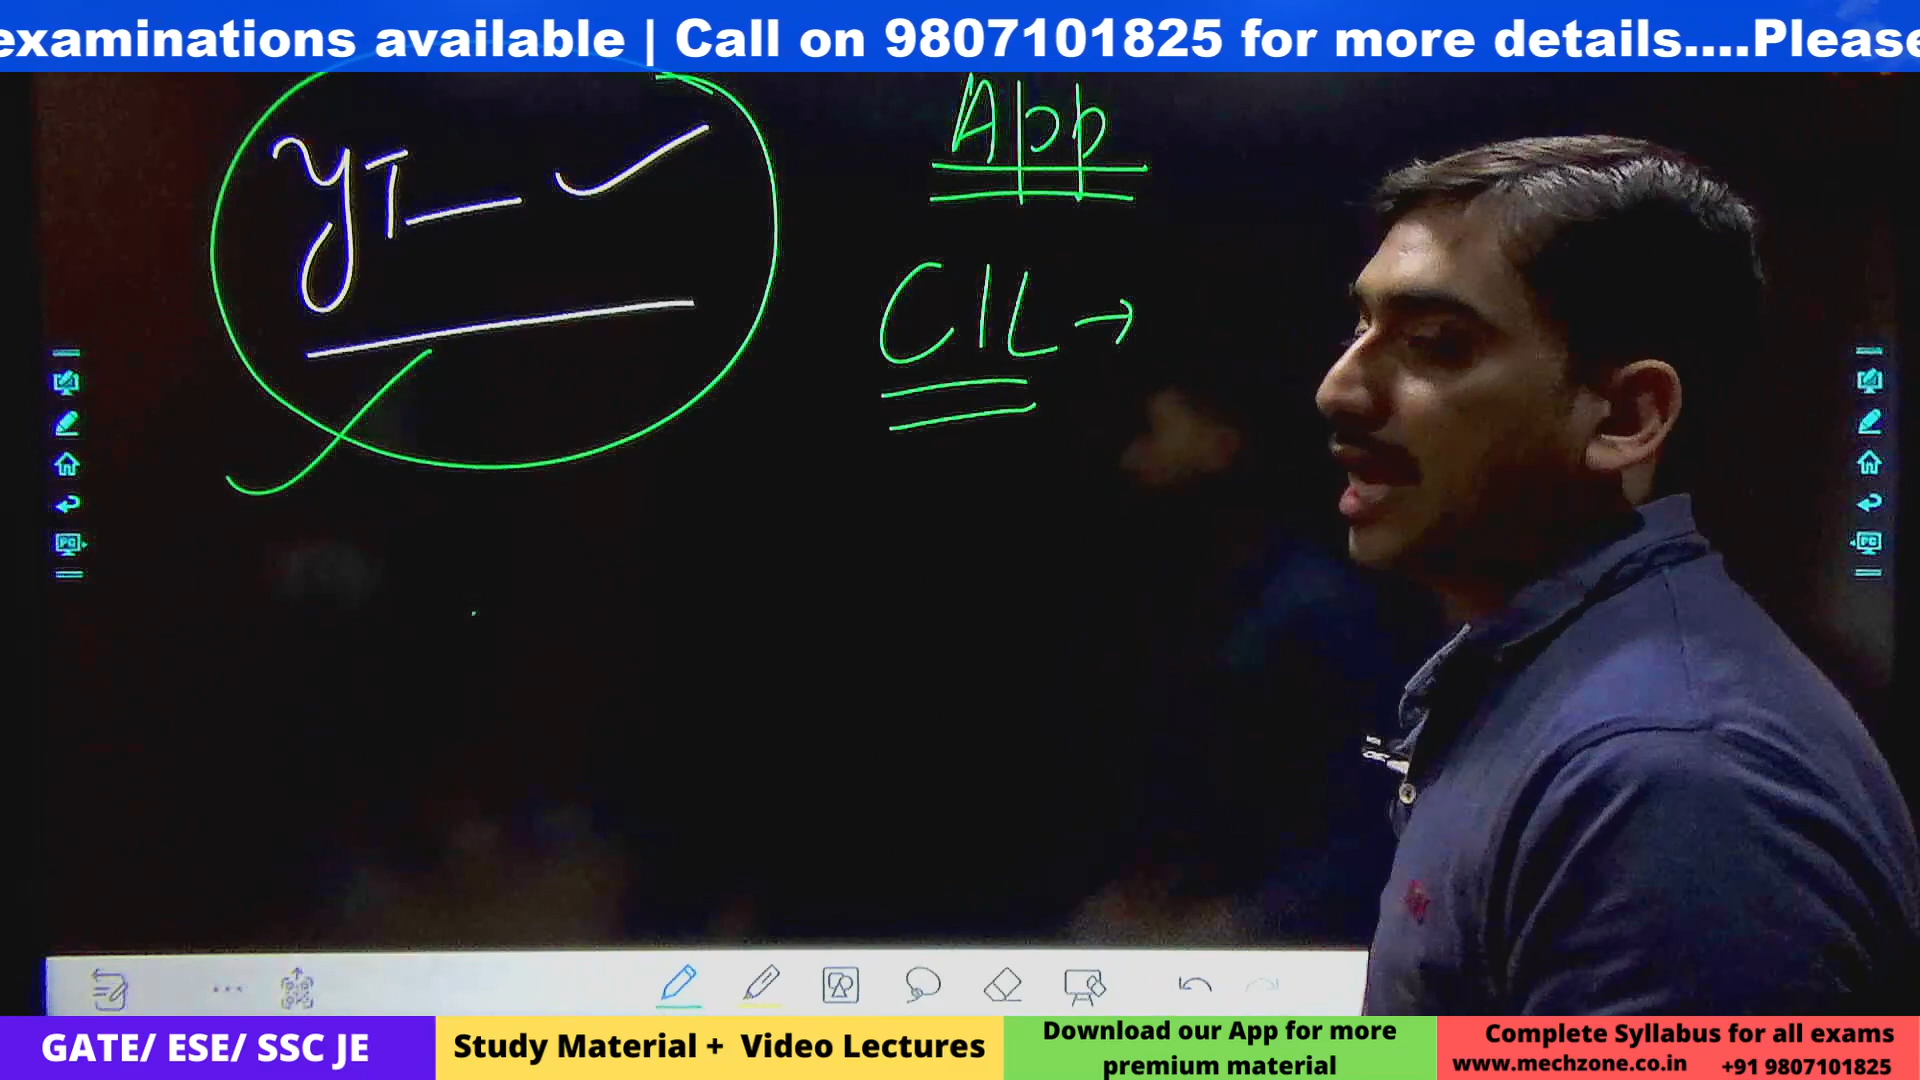 examinations available | Call on 9807101825 for more details....Please
App
YT
CIL →
PC
PC
GATE/ ESE/ SSC JE
Study Material + Video Lectures
Download our App for more
premium material
Complete Syllabus for all exams
www.mechzone.co.in +91 9807101825